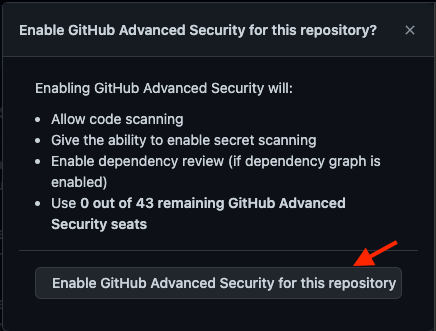 Enable GitHub Advanced Security for this repository?
Enabling GitHub Advanced Security will:
• Allow code scanning
• Give the ability to enable secret scanning
• Enable dependency review (if dependency graph is
enabled)
• Use 0 out of 43 remaining GitHub Advanced
Security seats
Enable GitHub Advanced Security for this repository